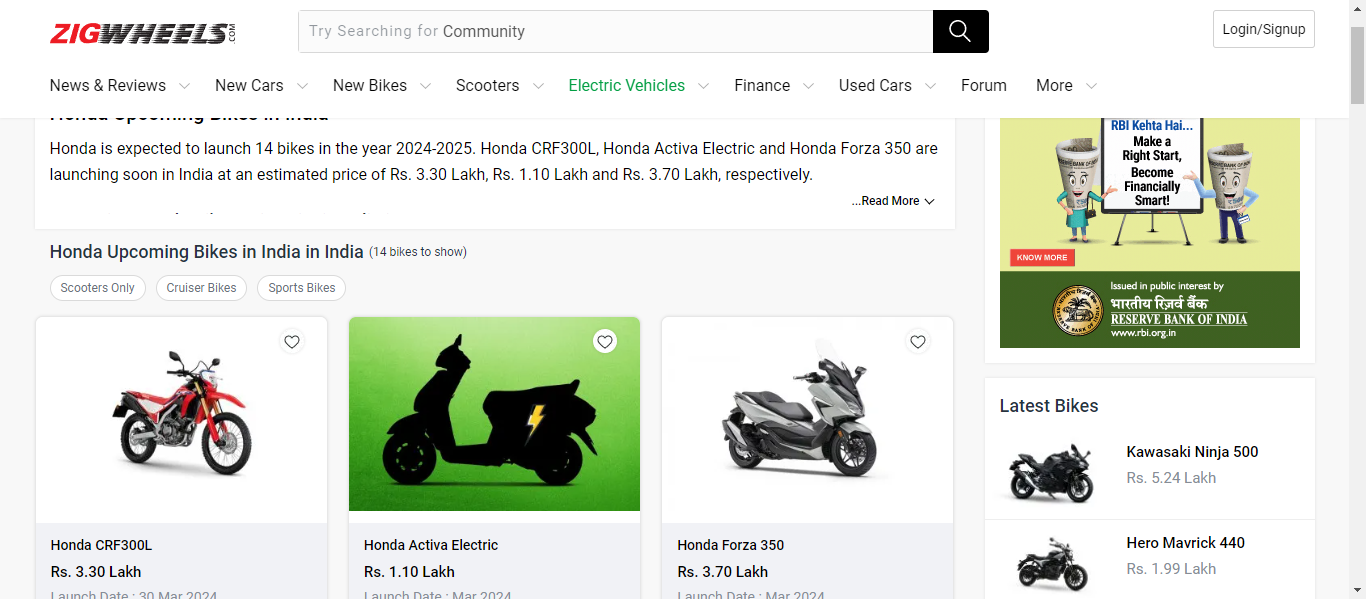 ZIGWHEELS.COM
Try Searching for Community
Login/Signup
News & Reviews
New Cars
New Bikes
Scooters
Electric Vehicles
Finance
Used Cars
Forum
More
Honda Upcoming Bikes in India
Honda is expected to launch 14 bikes in the year 2024-2025. Honda CRF300L, Honda Activa Electric and Honda Forza 350 are
launching soon in India at an estimated price of Rs. 3.30 Lakh, Rs. 1.10 Lakh and Rs. 3.70 Lakh, respectively.
...Read More
Honda Upcoming Bikes in India in India (14 bikes to show)
Scooters Only
Cruiser Bikes
Sports Bikes
Honda CRF300L
Rs. 3.30 Lakh
Launch Date : 30 Mar 2024
Honda Activa Electric
Rs. 1.10 Lakh
Launch Date : Mar 2024
Honda Forza 350
Rs. 3.70 Lakh
Launch Date : Mar 2024
RBI Kehta Hai...
Make a
Right Start,
Become
Financially
Smart!
KNOW MORE
Issued in public interest by
भारतीय रिज़र्व बैंक
RESERVE BANK OF INDIA
www.rbi.org.in
Latest Bikes
Kawasaki Ninja 500
Rs. 5.24 Lakh
Hero Mavrick 440
Rs. 1.99 Lakh